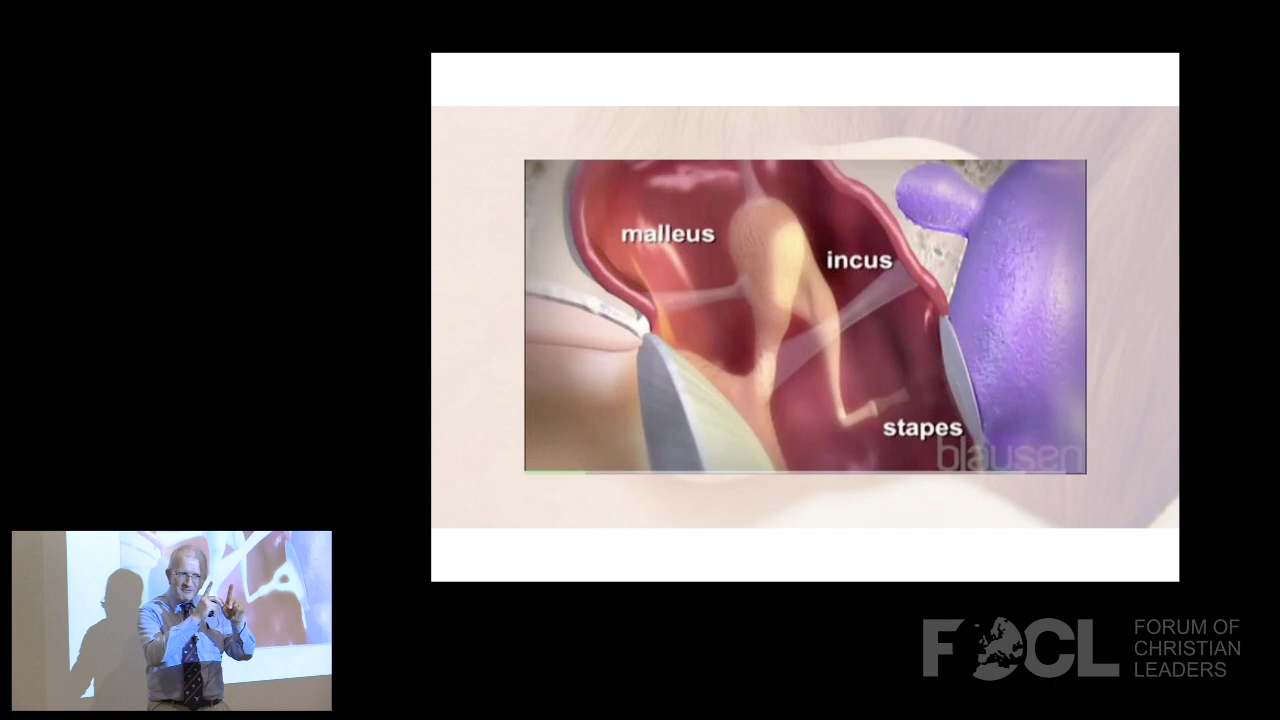 malleus
incus
stapes
blausen
FOCL
FORUM OF
CHRISTIAN
LEADERS